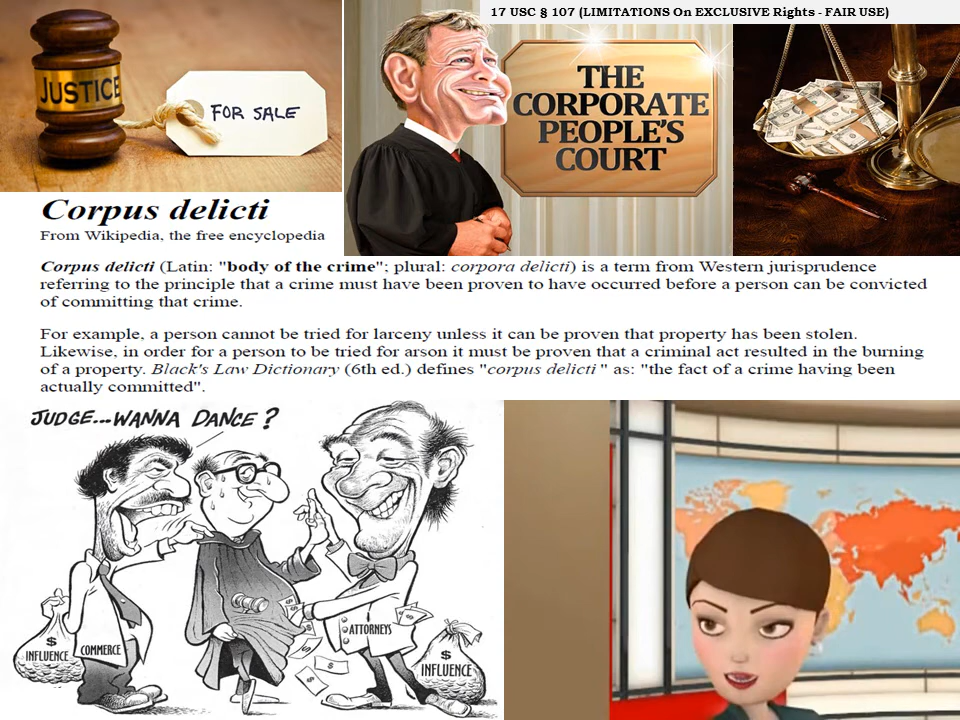 17 USC § 107 (LIMITATIONS On EXCLUSIVE Rights - FAIR USE)
JUSTICE
FOR SALE
THE
CORPORATE
PEOPLE'S
COURT
Corpus delicti
From Wikipedia, the free encyclopedia
Corpus delicti (Latin: "body of the crime"; plural: corpora delicti) is a term from Western jurisprudence
referring to the principle that a crime must have been proven to have occurred before a person can be convicted
of committing that crime.
For example, a person cannot be tried for larceny unless it can be proven that property has been stolen.
Likewise, in order for a person to be tried for arson it must be proven that a criminal act resulted in the burning
of a property. Black's Law Dictionary (6th ed.) defines "corpus delicti " as: "the fact of a crime having been
actually committed".
JUDGE...WANNA DANCE?
$
INFLUENCE
COMMERCE
ATTORNEYS
$
INFLUENCE